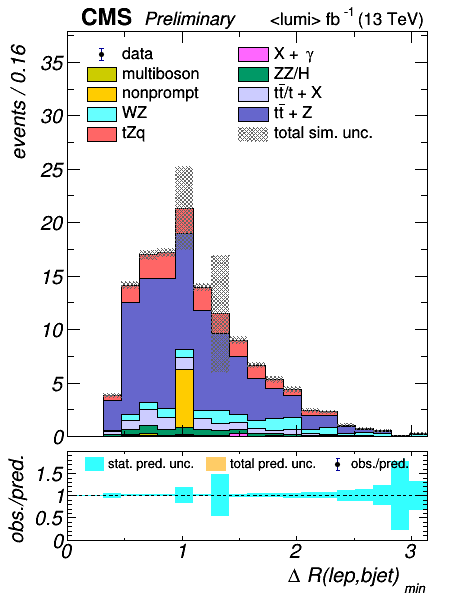 CMS Preliminary <lumi> fb⁻¹ (13 TeV)
events / 0.16
data
multiboson
nonprompt
WZ
tZq
X + γ
ZZ/H
tt̄/t + X
tt̄ + Z
total sim. unc.
35
30
25
20
15
10
5
0
obs./pred.
stat. pred. unc. total pred. unc. obs./pred.
1.5
1
0.5
0
0 1 2 3
Δ R(lep,bjet) min